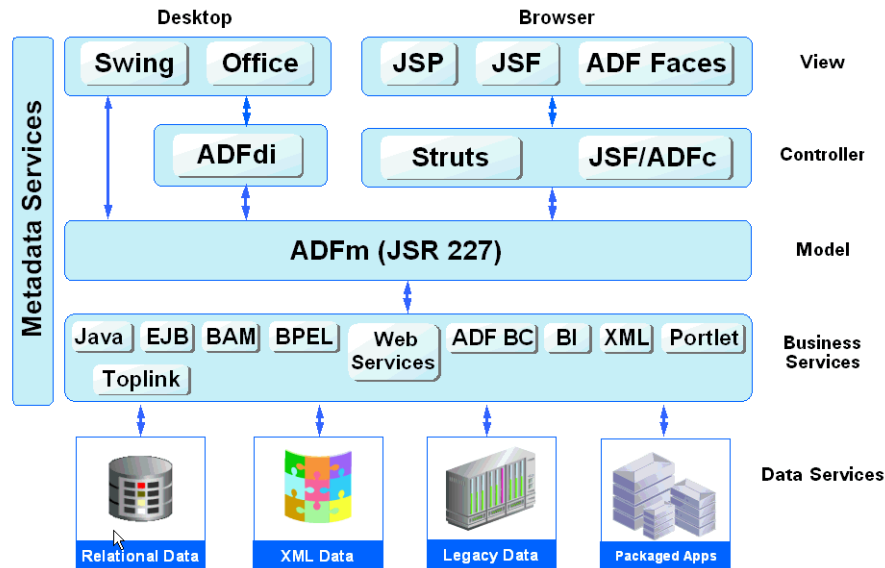 Desktop
Browser
Metadata Services
Swing
Office
JSP
JSF
ADF Faces
View
ADFdi
Struts
JSF/ADFc
Controller
ADFm (JSR 227)
Model
Java
EJB
BAM
BPEL
Web
Services
ADF BC
BI
XML
Portlet
Toplink
Business
Services
Data Services
Relational Data
XML Data
Legacy Data
Packaged Apps